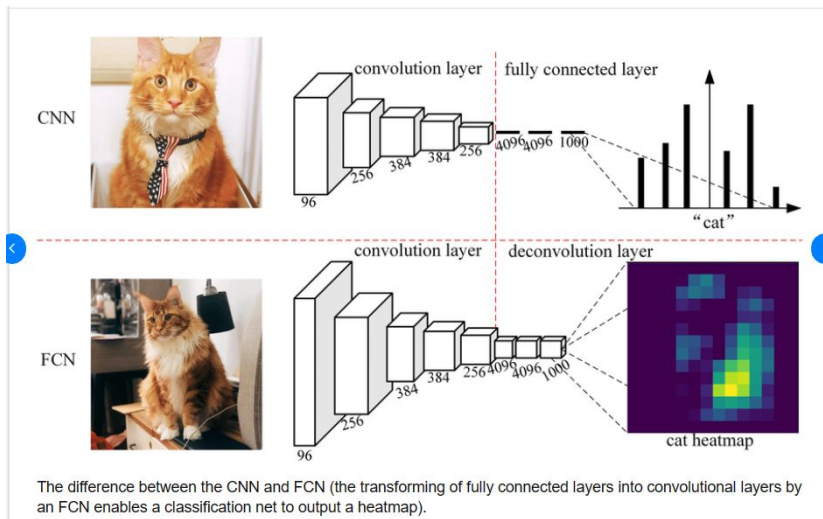 convolution layer
fully connected layer
CNN
96
256
384
384
256
4096
4096
1000
"cat"
convolution layer
deconvolution layer
FCN
96
256
384
384
256
4096
4096
1000
cat heatmap
The difference between the CNN and FCN (the transforming of fully connected layers into convolutional layers by
an FCN enables a classification net to output a heatmap).